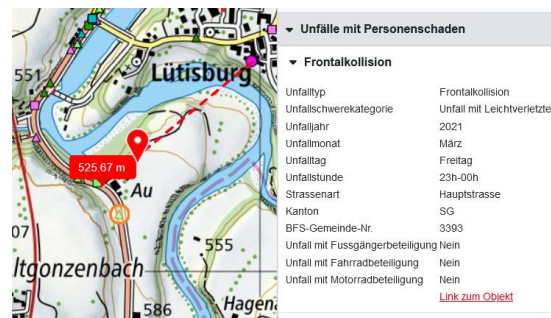 551
Lütisburg
525.67 m
Au
07
555
ltgonzenbach
586
Hagen
Unfälle mit Personenschaden
Frontalkollision
Unfalltyp Frontalkollision
Unfallschwerekategorie Unfall mit Leichtverletzte
Unfalljahr 2021
Unfallmonat März
Unfalltag Freitag
Unfallstunde 23h-00h
Strassenart Hauptstrasse
Kanton SG
BFS-Gemeinde-Nr. 3393
Unfall mit Fussgängerbeteiligung Nein
Unfall mit Fahrradbeteiligung Nein
Unfall mit Motorradbeteiligung Nein
Link zum Objekt